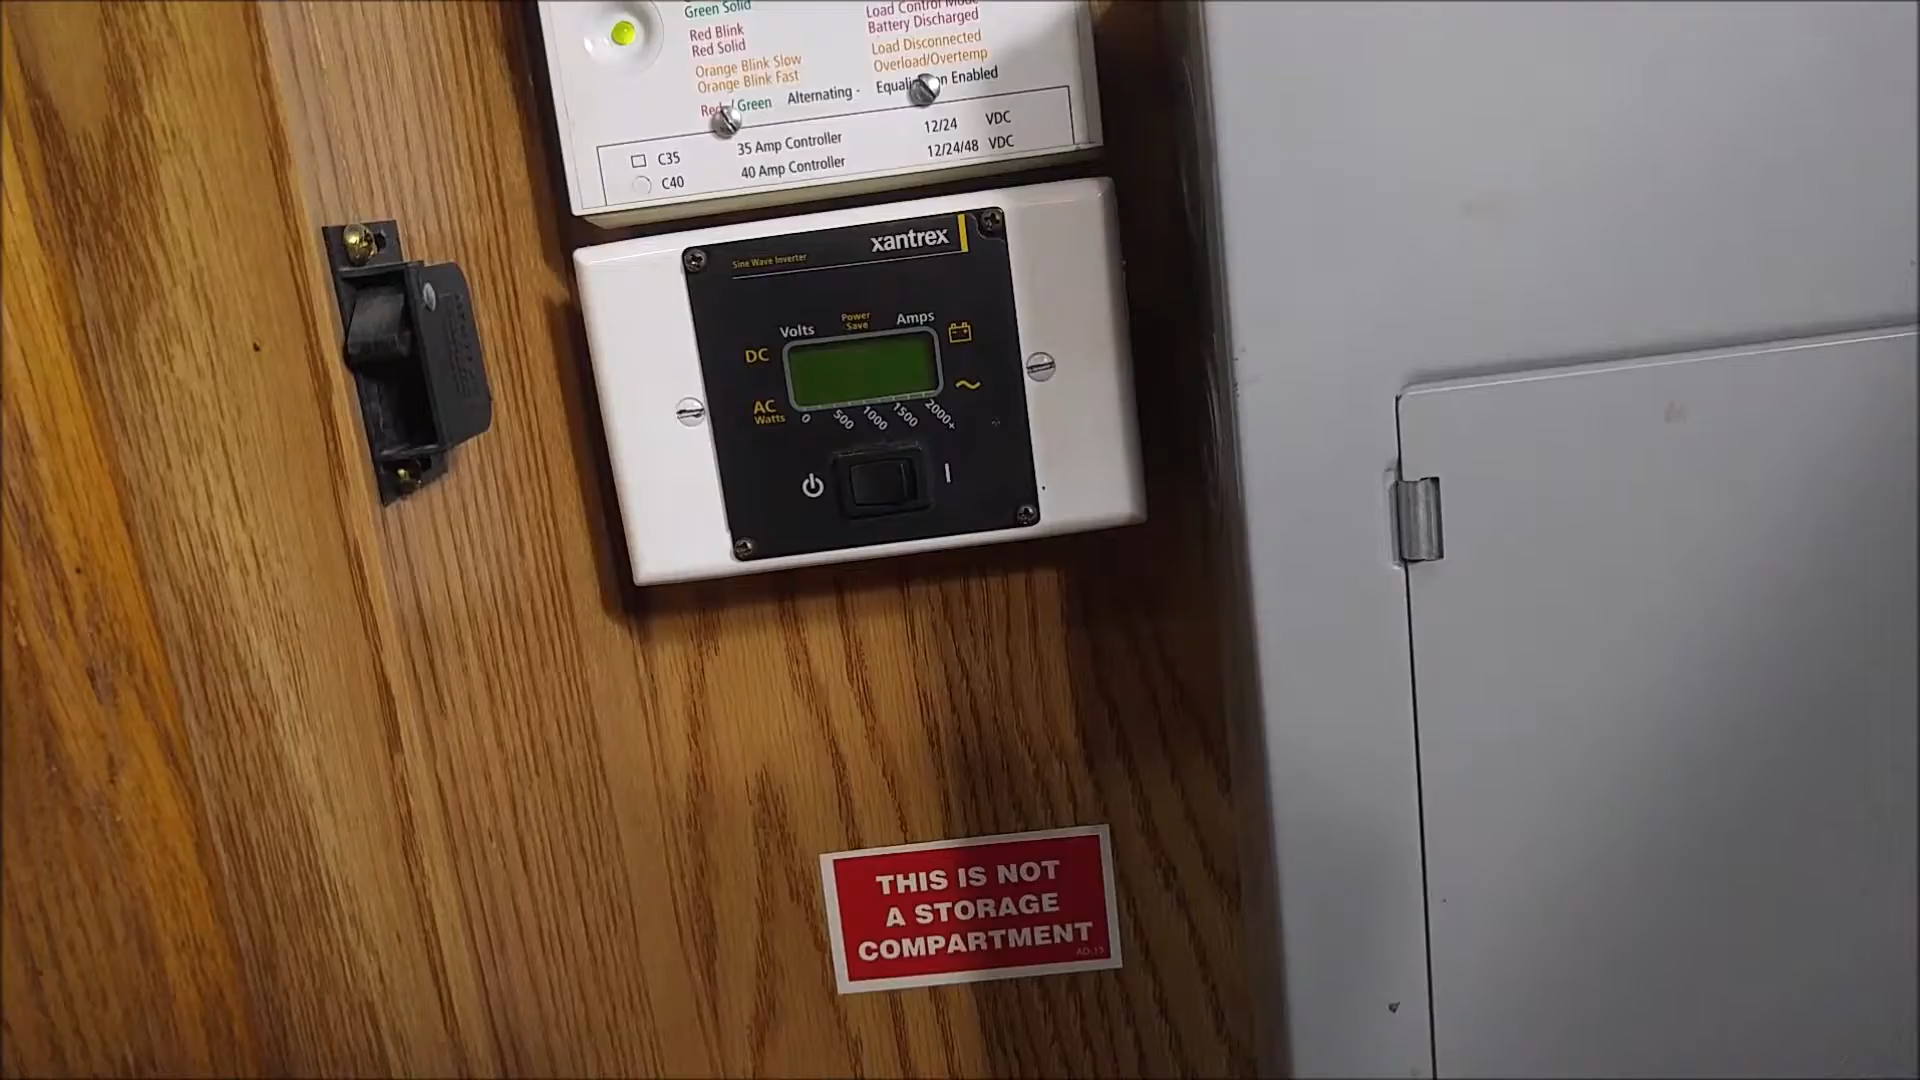 Green Solid
Red Blink
Red Solid
Orange Blink Slow
Orange Blink Fast
Load Control Mode
Battery Discharged
Load Disconnected
Overload/Overtemp
Red / Green Alternating - Enabled
C35 35 Amp Controller 12/24 VDC
C40 40 Amp Controller 12/24/48 VDC
xantrex
Sine Wave Inverter
Volts Power Save Amps
DC
AC
Watts
0 500 1000 1500 2000+
THIS IS NOT
A STORAGE
COMPARTMENT